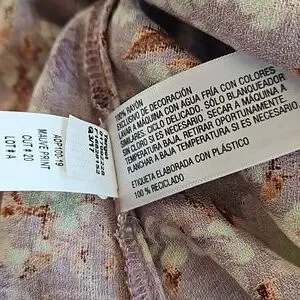 100% RAYÓN
EXCLUSIVO DE DECORACIÓN
LAVAR A MÁQUINA CON AGUA FRÍA CON COLORES
SIMILARES. CICLO DELICADO. SÓLO BLANQUEADOR
SIN CLORO SI ES NECESARIO. SECAR A MÁQUINA A
TEMPERATURA BAJA, RETIRAR OPORTUNAMENTE
PLANCHAR A BAJA TEMPERATURA SI ES NECESARIO
ETIQUETA ELABORADA CON PLÁSTICO
100 % RECICLADO
MAUVE PRINT
CUT # 20
LOT# A